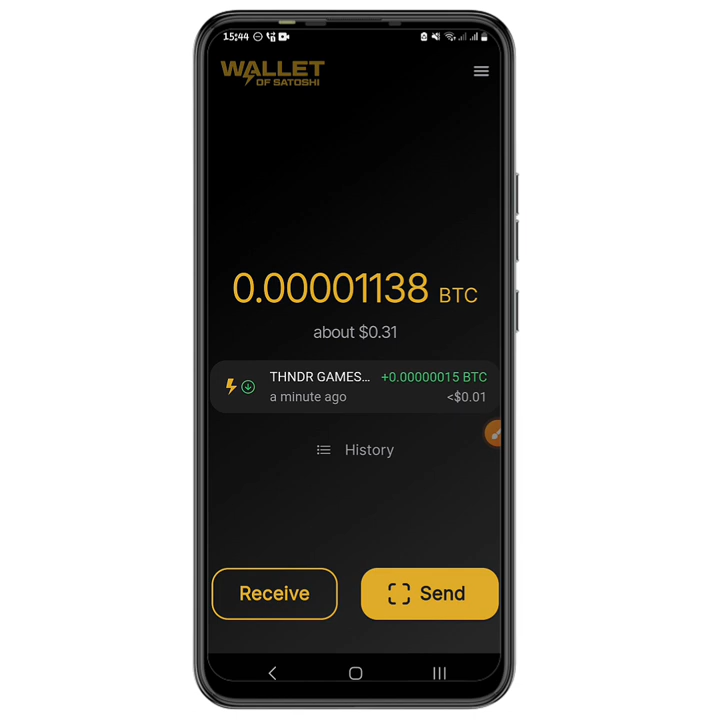 15:44
WALLET
OF SATOSHI
0.00001138 BTC
about $0.31
THNDR GAMES... +0.00000015 BTC
a minute ago <$0.01
History
Receive
Send